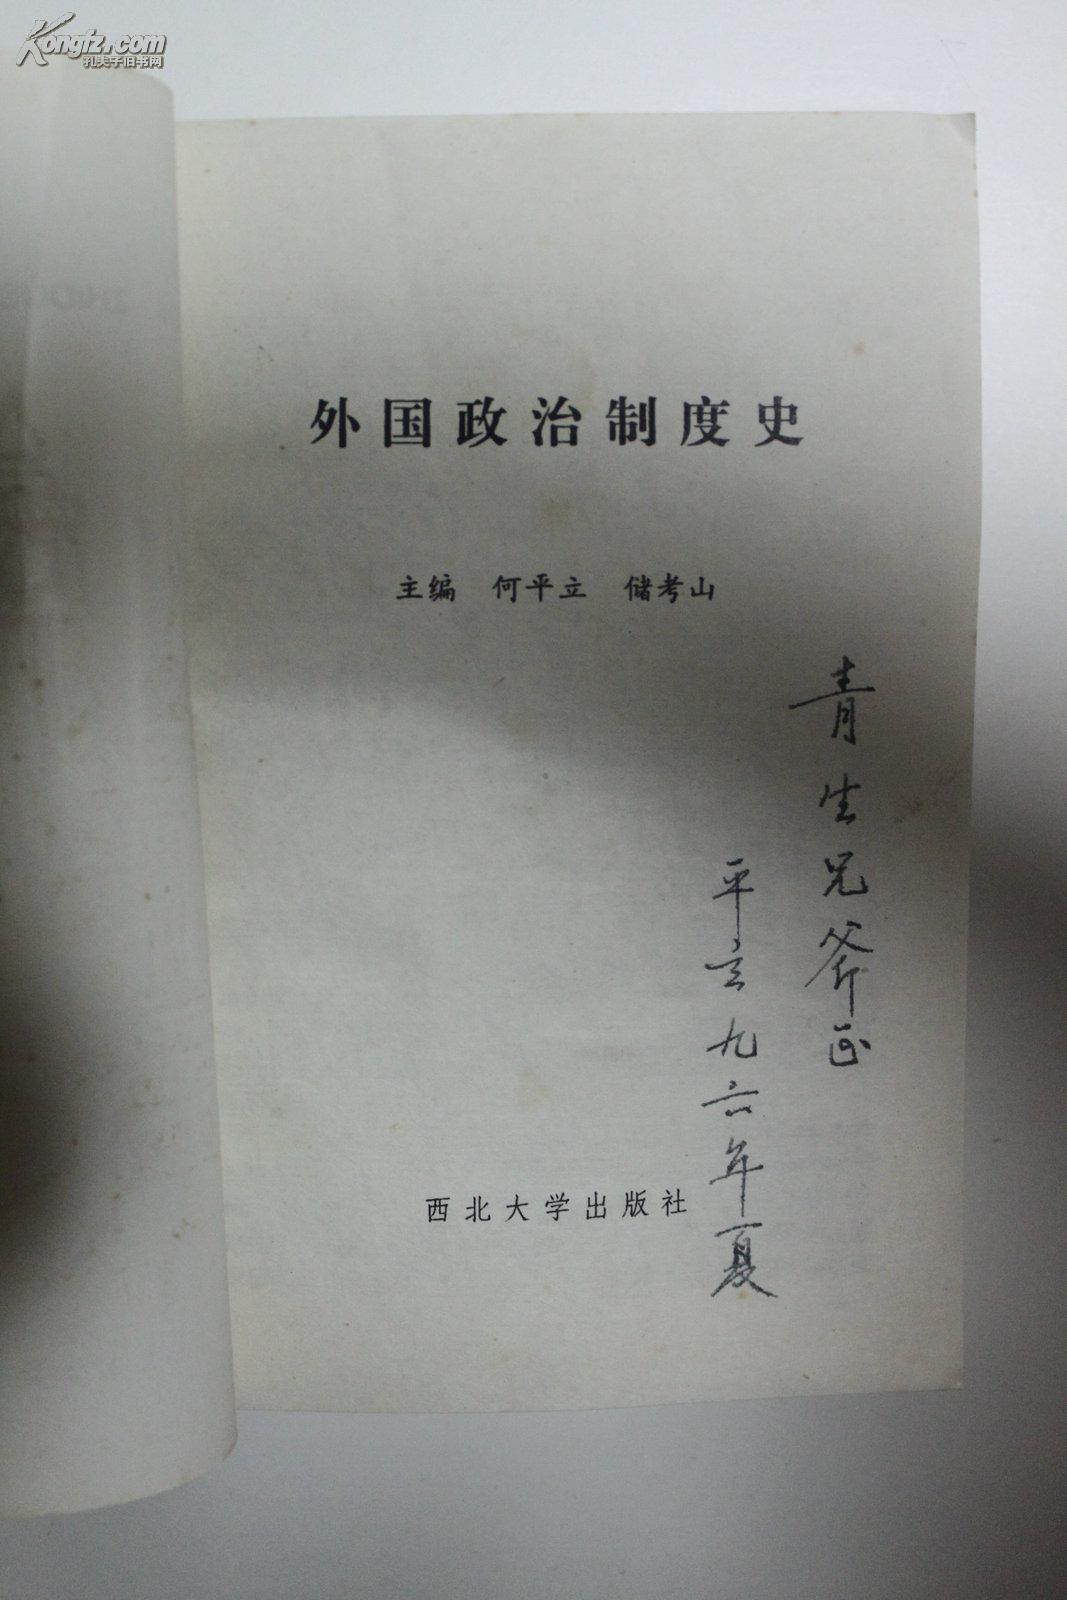 Kongfz.com
孔夫子旧书网
外国政治制度史
主编 何平立 储考山
青生兄斧正
平立九六年夏
西北大学出版社